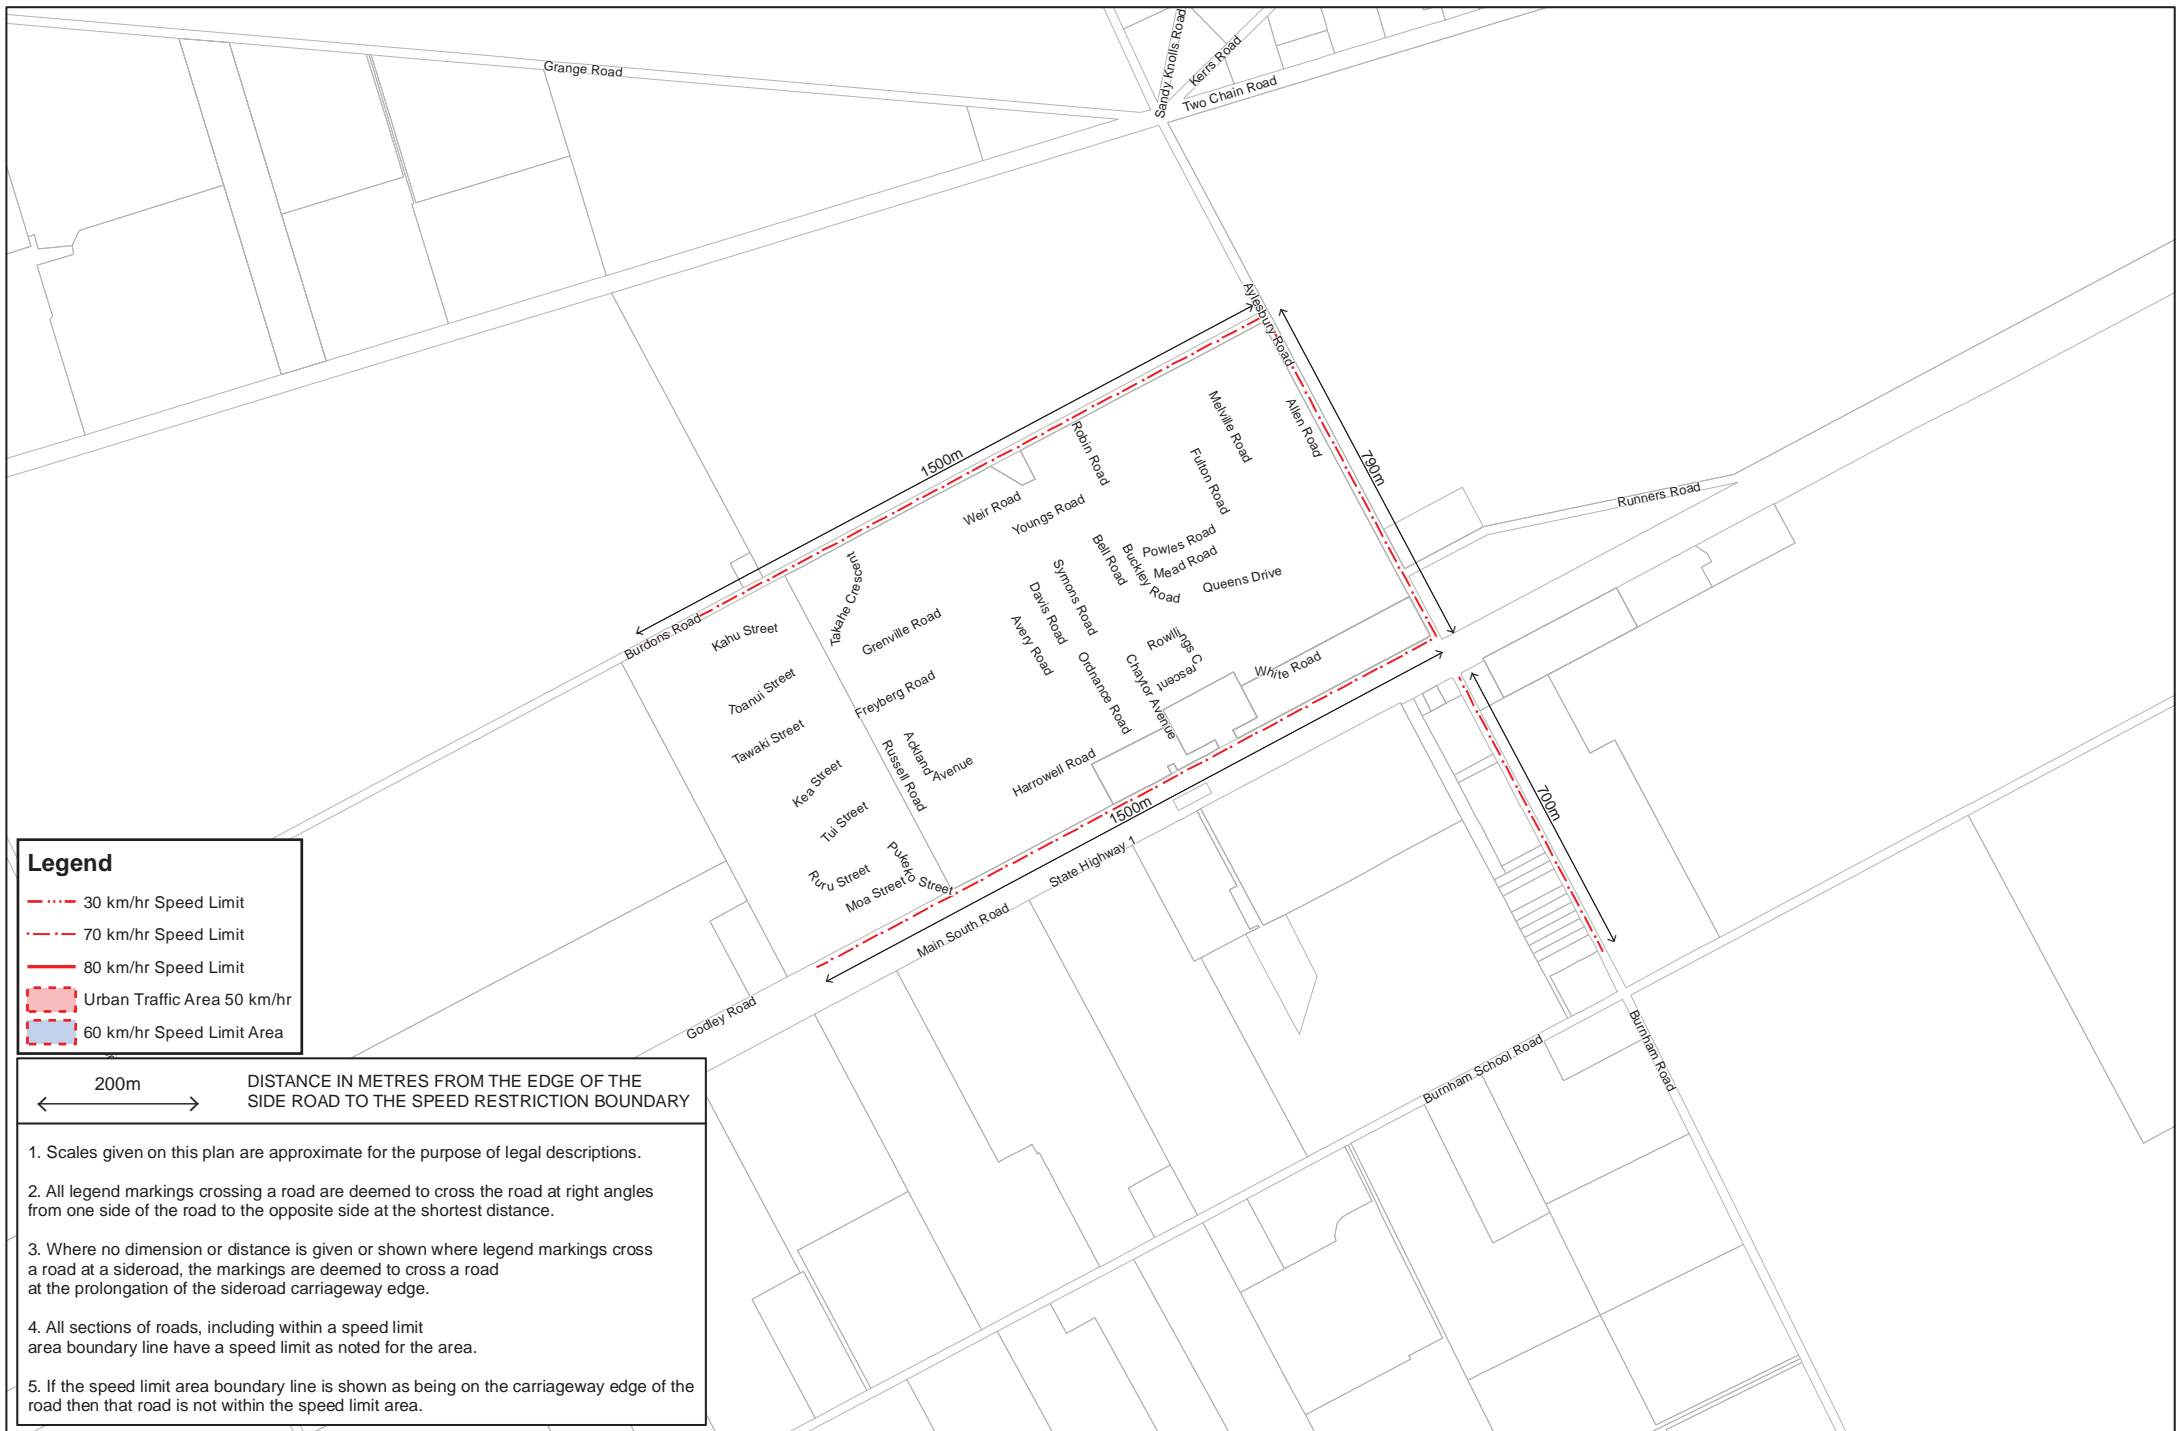 Grange Road
Sandy Knolls Road
Kerrs Road
Two Chain Road
Aylesbury Road
1500m
790m
Robin Road
Melville Road
Allen Road
Fulton Road
Weir Road
Youngs Road
Runners Road
Takahe Crescent
Bell Road
Buckley Road
Powles Road
Mead Road
Queens Drive
Symons Road
Davis Road
Avery Road
Burdons Road
Kahu Street
Grenville Road
Rowllings Crescent
Chaytor Avenue
Ordnance Road
White Road
Toanui Street
Freyberg Road
Tawaki Street
Ackland Avenue
Russell Road
Kea Street
Harrowell Road
1500m
700m
Tui Street
Pukeko Street
Ruru Street
Moa Street
State Highway 1
Main South Road
Godley Road
Burnham School Road
Burnham Road
Legend
30 km/hr Speed Limit
70 km/hr Speed Limit
80 km/hr Speed Limit
Urban Traffic Area 50 km/hr
60 km/hr Speed Limit Area
200m
DISTANCE IN METRES FROM THE EDGE OF THE
SIDE ROAD TO THE SPEED RESTRICTION BOUNDARY
1. Scales given on this plan are approximate for the purpose of legal descriptions.
2. All legend markings crossing a road are deemed to cross the road at right angles
from one side of the road to the opposite side at the shortest distance.
3. Where no dimension or distance is given or shown where legend markings cross
a road at a sideroad, the markings are deemed to cross a road
at the prolongation of the sideroad carriageway edge.
4. All sections of roads, including within a speed limit
area boundary line have a speed limit as noted for the area.
5. If the speed limit area boundary line is shown as being on the carriageway edge of the
road then that road is not within the speed limit area.